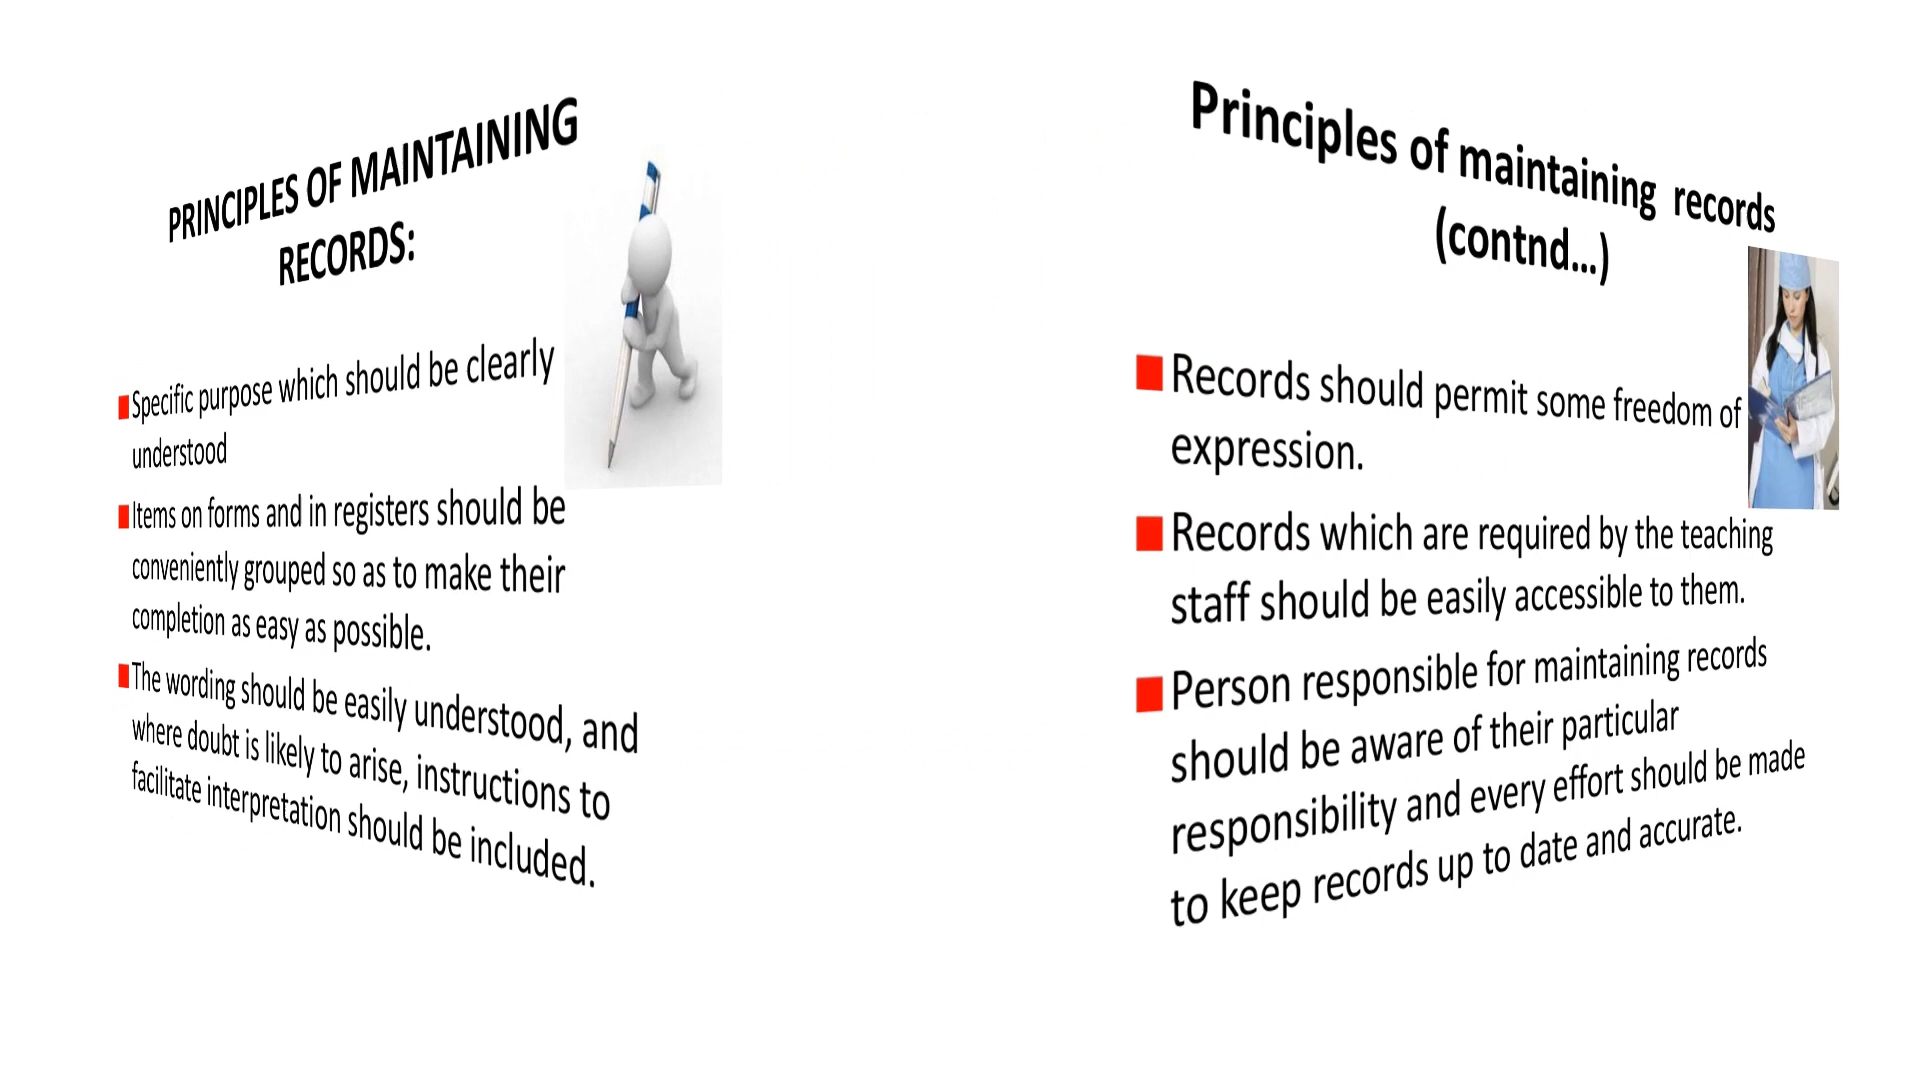 PRINCIPLES OF MAINTAINING
RECORDS:
Specific purpose which should be clearly
understood
Items on forms and in registers should be
conveniently grouped so as to make their
completion as easy as possible.
The wording should be easily understood, and
where doubt is likely to arise, instructions to
facilitate interpretation should be included.
Principles of maintaining records
(contnd...)
Records should permit some freedom of
expression.
Records which are required by the teaching
staff should be easily accessible to them.
Person responsible for maintaining records
should be aware of their particular
responsibility and every effort should be made
to keep records up to date and accurate.